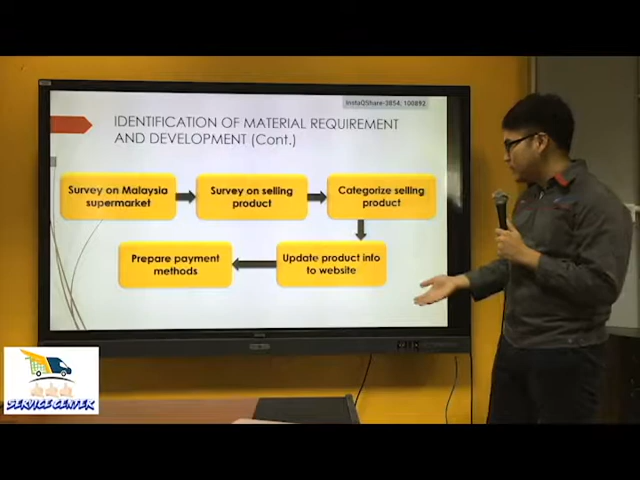 InstaQShare-3854, 100892
IDENTIFICATION OF MATERIAL REQUIREMENT
AND DEVELOPMENT (Cont.)
Survey on Malaysia
supermarket
Survey on selling
product
Categorize selling
product
Prepare payment
methods
Update product info
to website
SERVICE CENTER